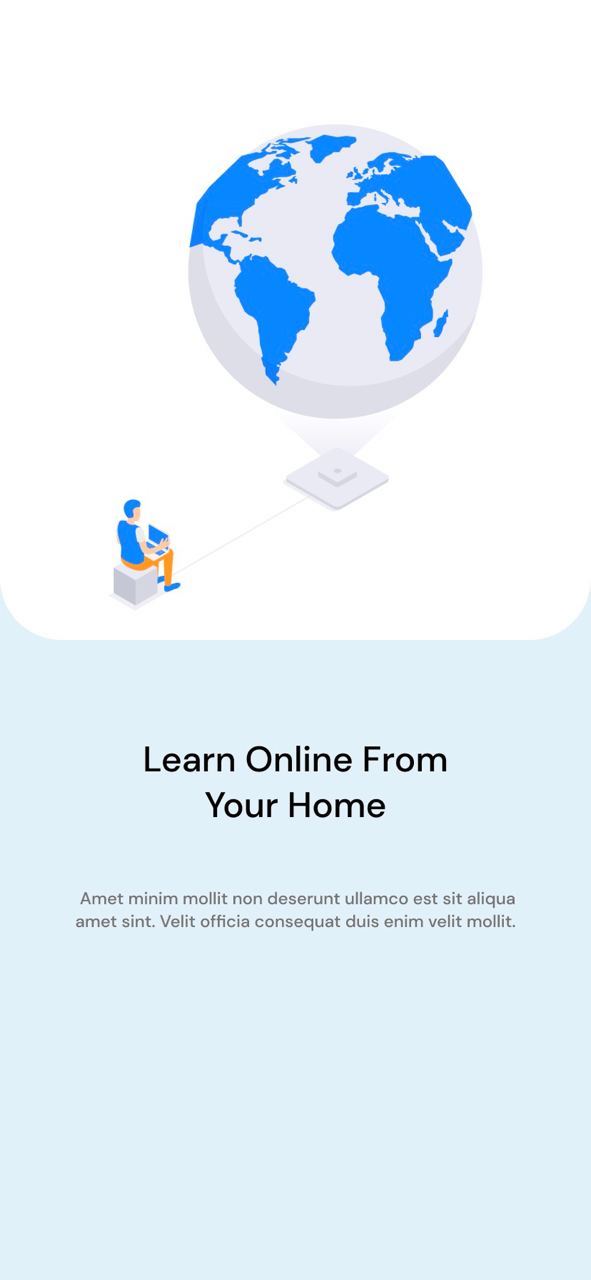 Learn Online From
Your Home
Amet minim mollit non deserunt ullamco est sit aliqua
amet sint. Velit officia consequat duis enim velit mollit.